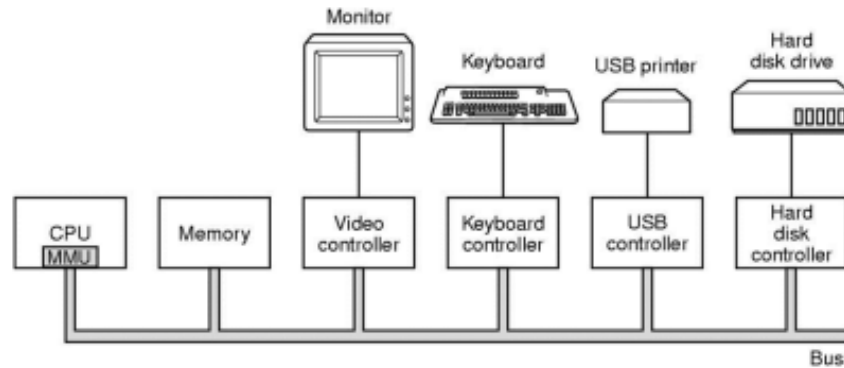 Monitor
Keyboard
USB printer
Hard
disk drive
CPU
MMU
Memory
Video
controller
Keyboard
controller
USB
controller
Hard
disk
controller
Bus